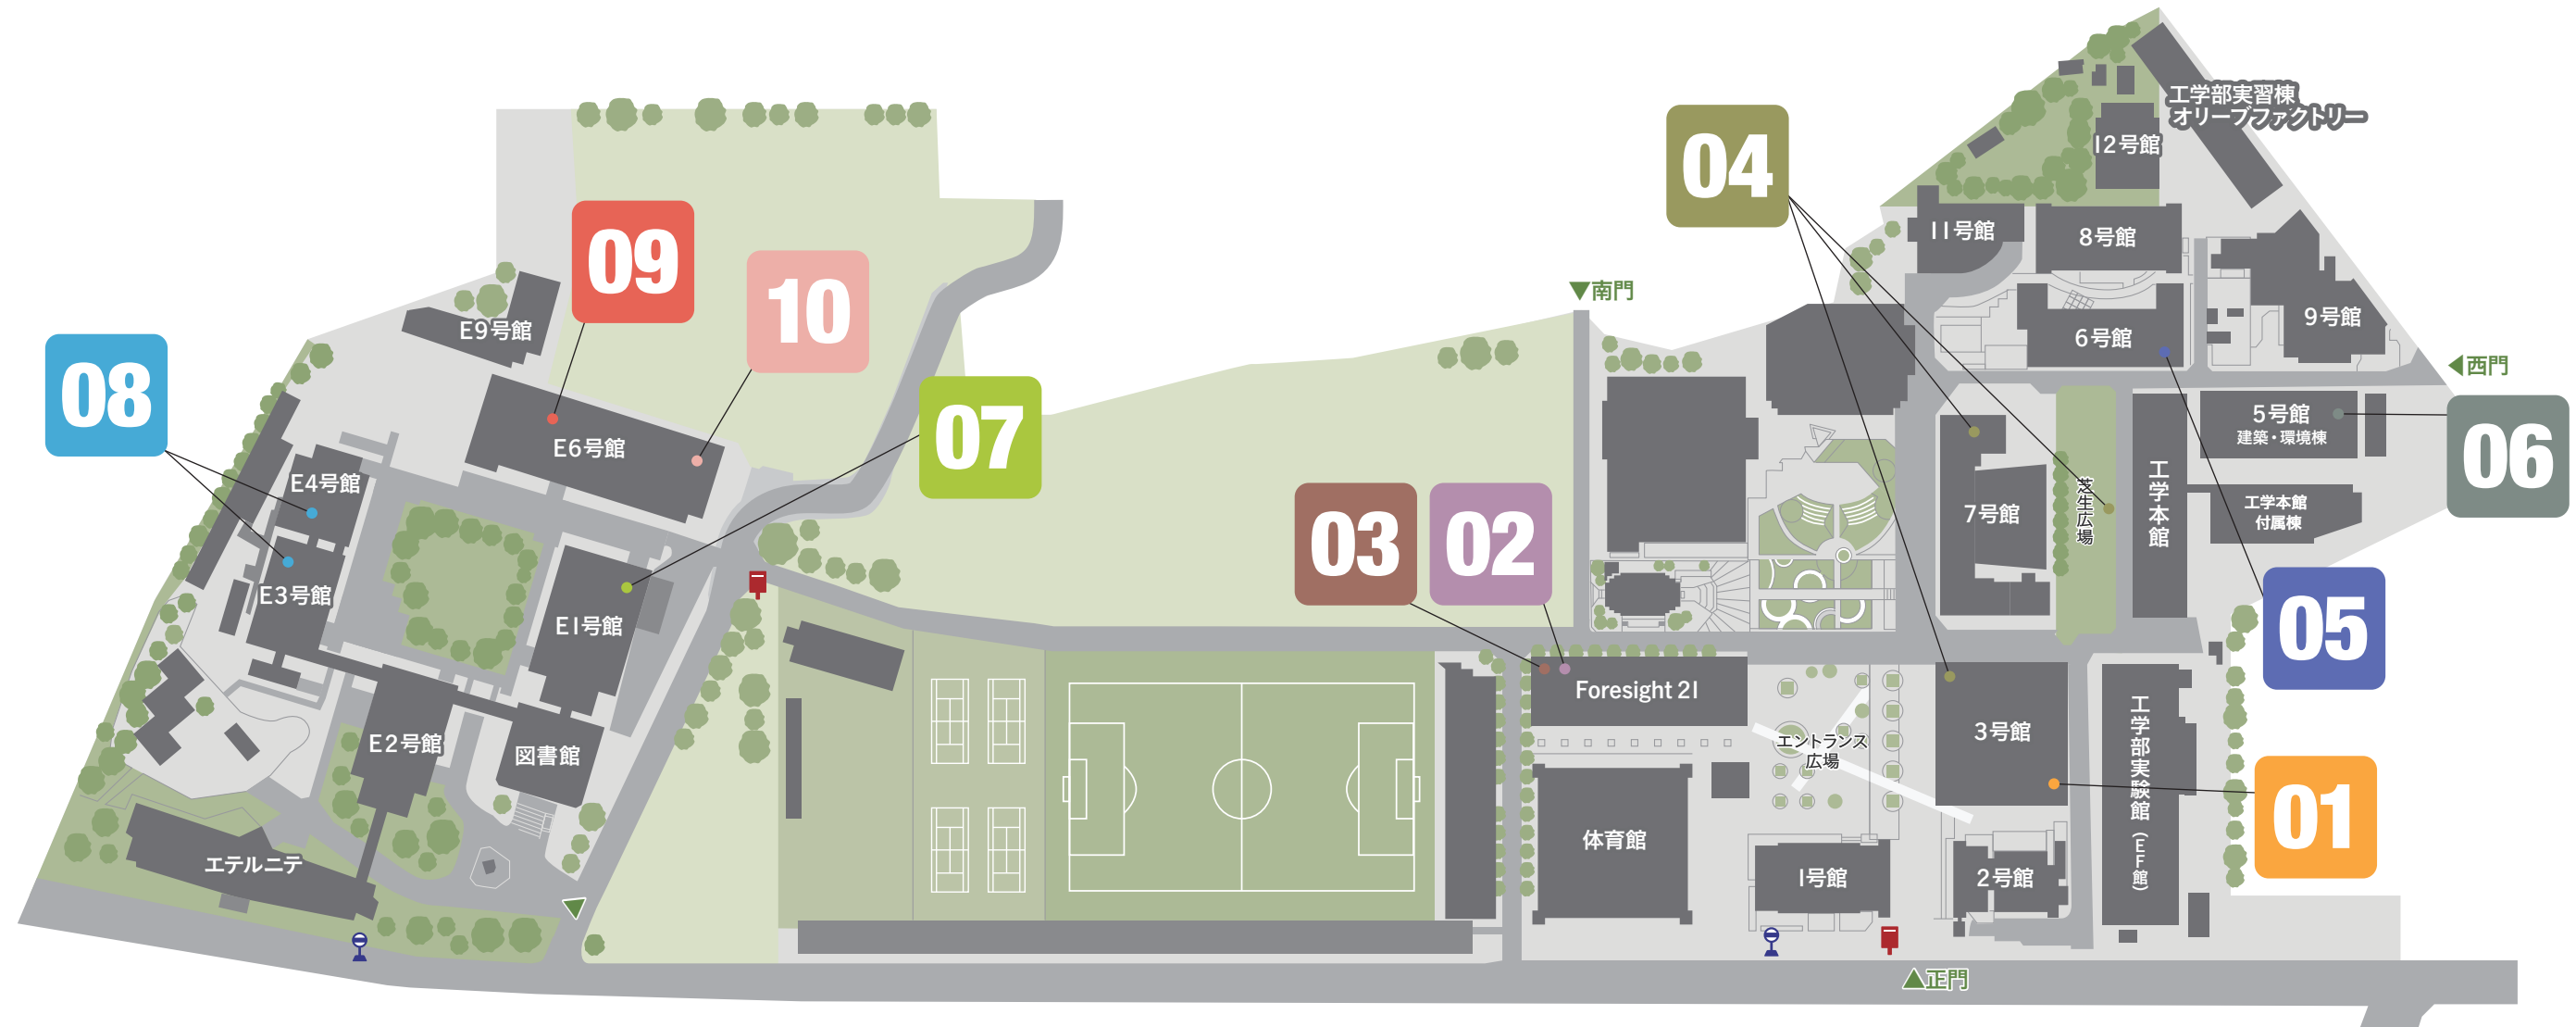 工学部実習棟
オリーブファクトリー
12号館
04
11号館
8号館
09
10
▼南門
E9号館
9号館
6号館
◀西門
08
07
E6号館
5号館
建築・環境棟
06
E4号館
03
02
7号館
芝生広場
工学本館
工学本館
付属棟
E3号館
E1号館
05
Foresight 21
E2号館
図書館
エントランス
広場
3号館
工学部実験館(EF館)
01
体育館
エテルニテ
1号館
2号館
▲正門